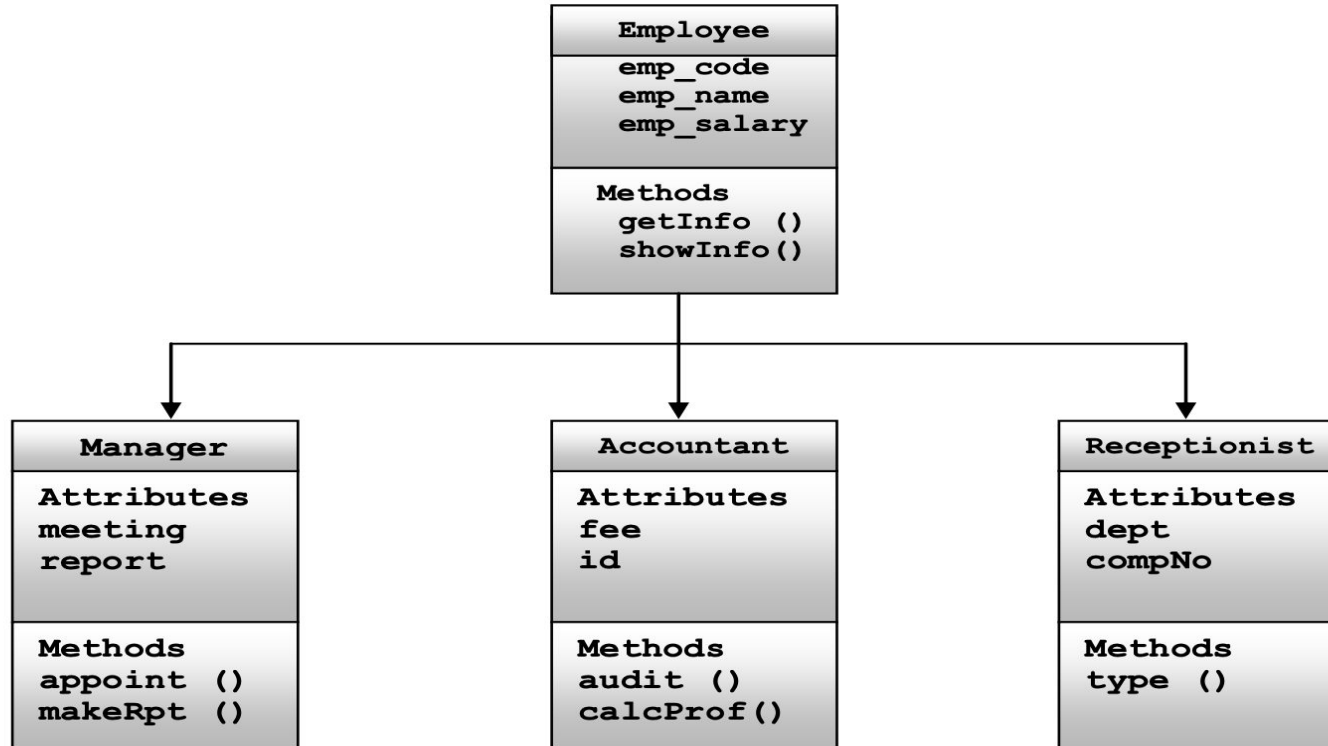 Employee
emp_code
emp_name
emp_salary
Methods
getInfo ()
showInfo()
Manager
Attributes
meeting
report
Methods
appoint ()
makeRpt ()
Accountant
Attributes
fee
id
Methods
audit ()
calcProf()
Receptionist
Attributes
dept
compNo
Methods
type ()